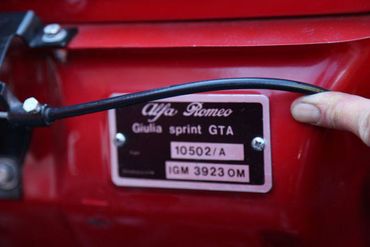 Alfa Romeo
Giulia sprint GTA
10502/A
IGM 3923 OM